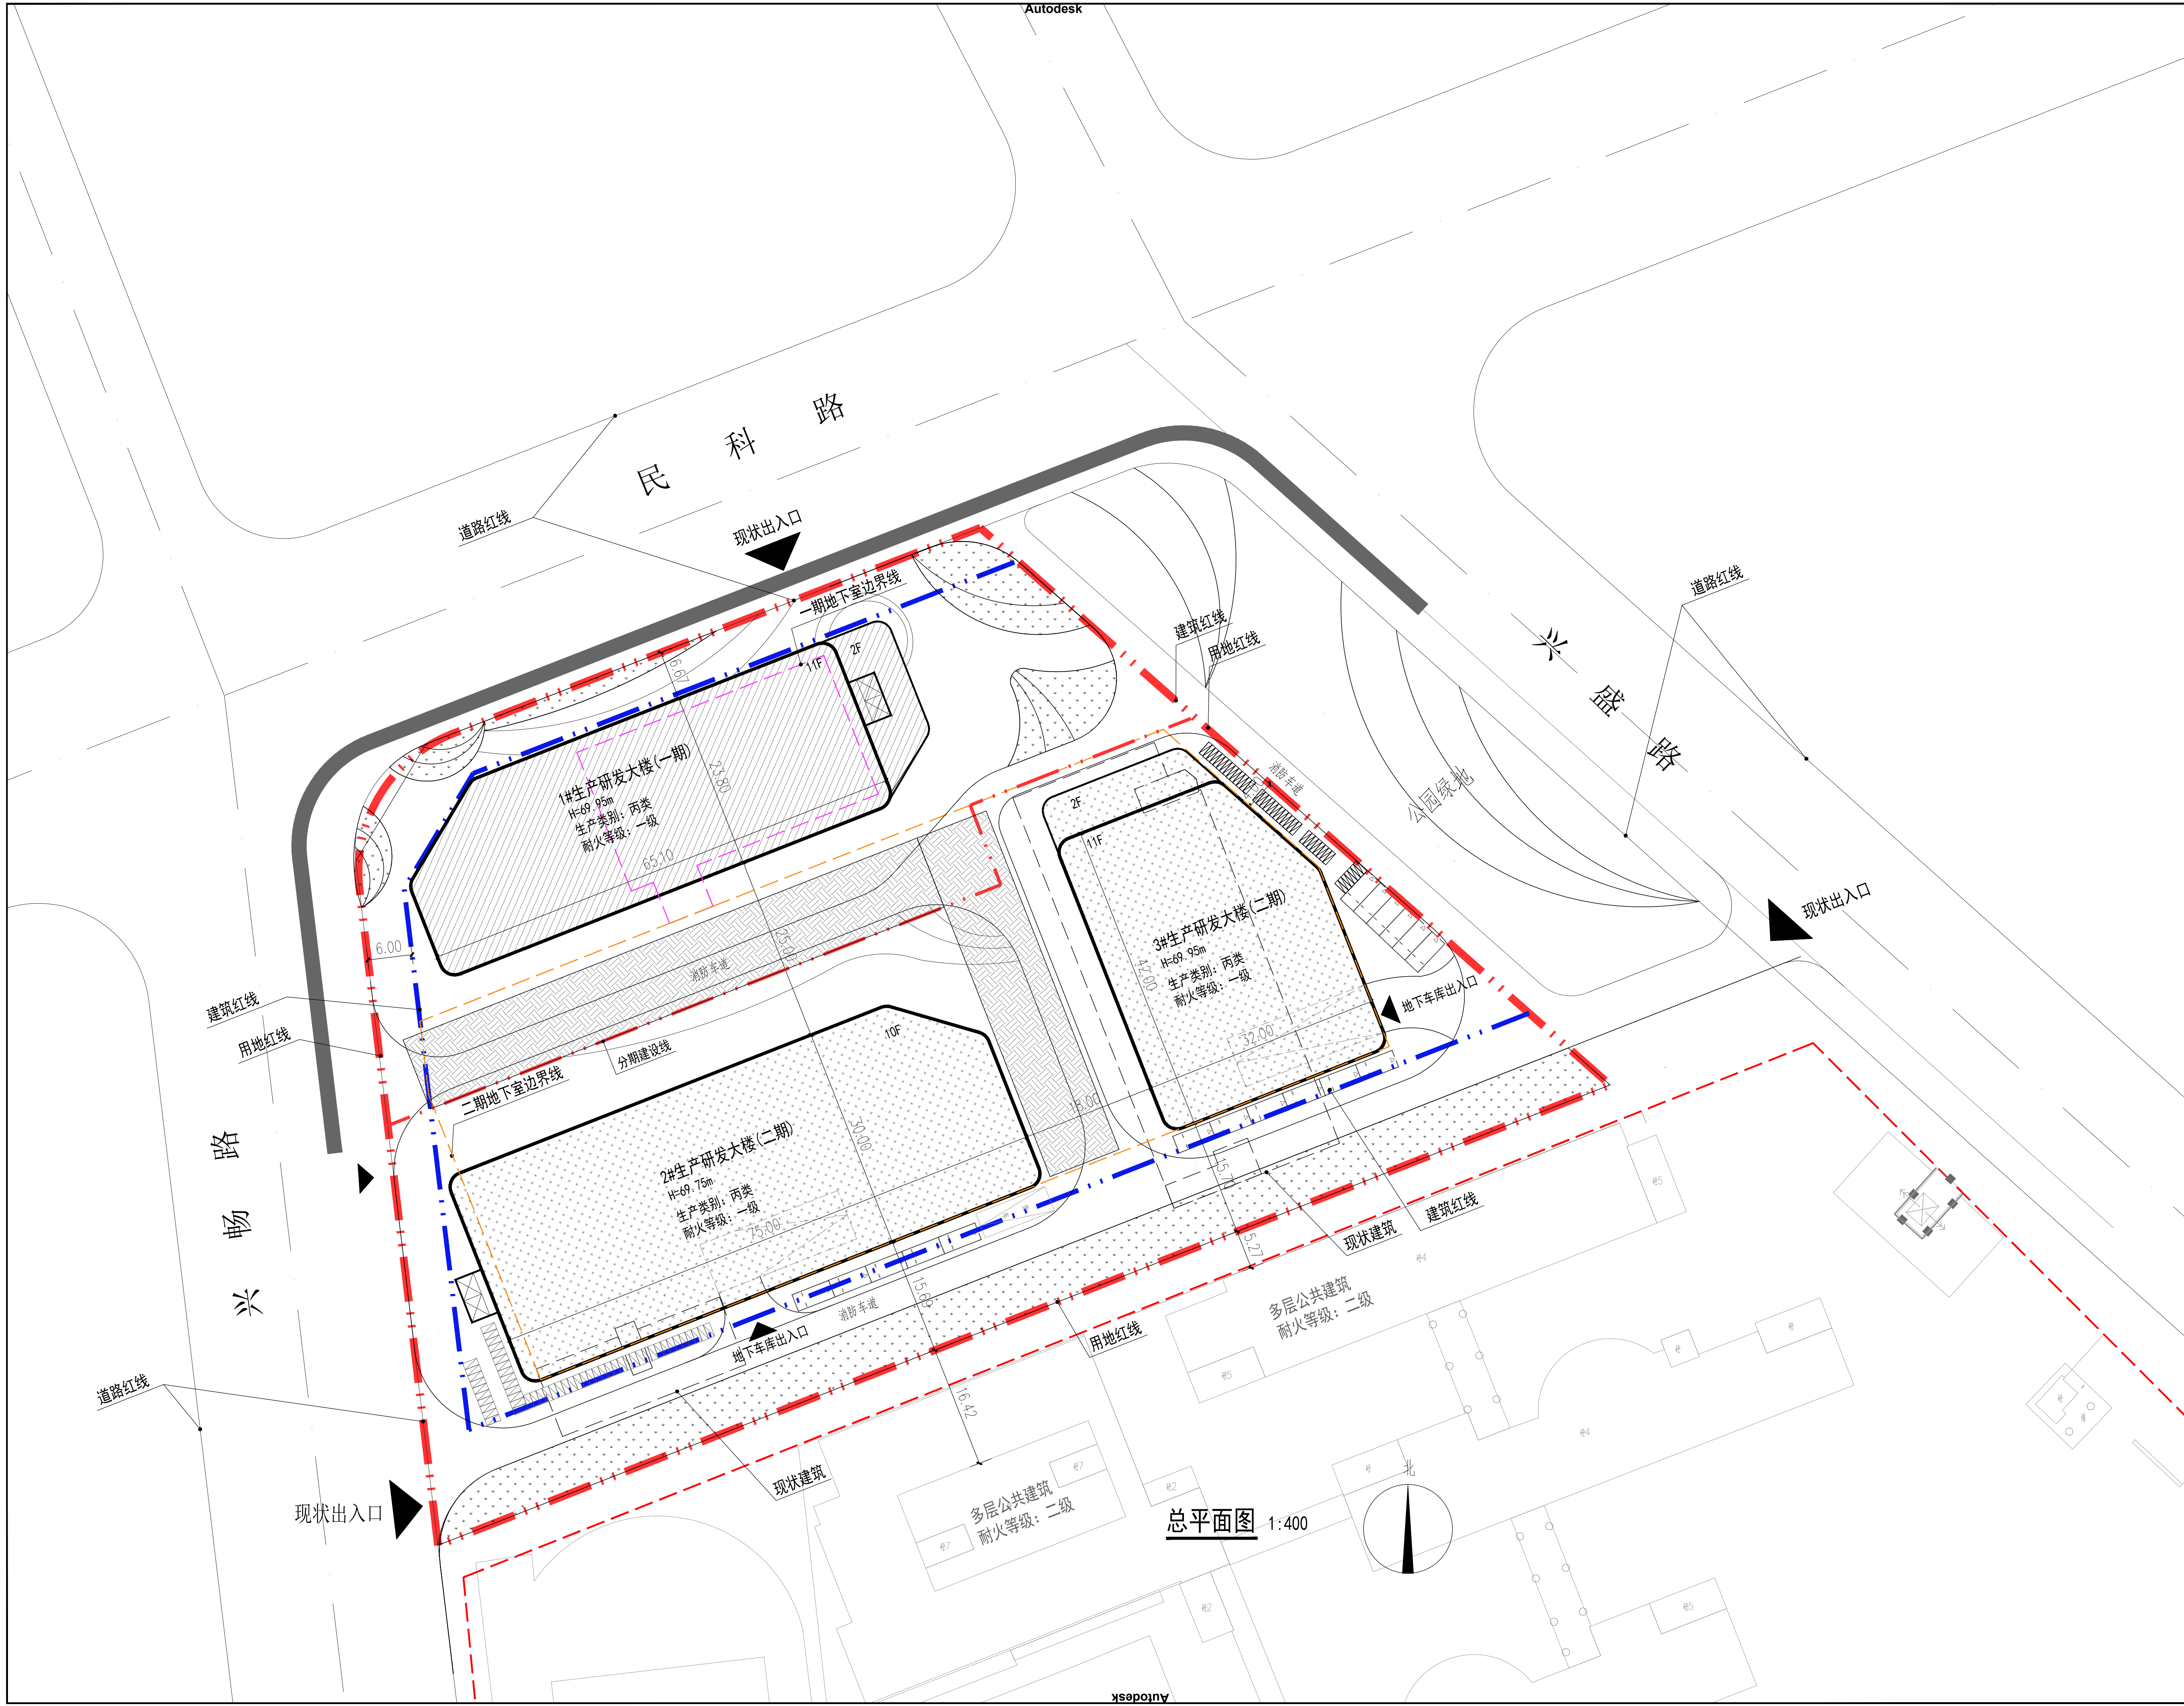 Autodesk
民科路
道路红线
现状出入口
一期地下室边界线
建筑红线
用地红线
道路红线
兴盛路
公园绿地
现状出入口
6.67
11F
2F
1#生产研发大楼(一期)
H=69.95m
生产类别: 丙类
耐火等级: 一级
23.80
65.10
6.00
25.00
消防车道
消防车道
2F
11F
3#生产研发大楼(二期)
H=69.95m
生产类别: 丙类
耐火等级: 一级
42.00
32.00
地下车库出入口
建筑红线
用地红线
分期建设线
二期地下室边界线
10F
2#生产研发大楼(二期)
H=69.75m
生产类别: 丙类
耐火等级: 一级
30.00
75.00
18.00
15.70
5.27
15.69
16.42
消防车道
地下车库出入口
现状建筑
建筑红线
用地红线
现状建筑
兴畅路
道路红线
现状出入口
多层公共建筑
耐火等级: 二级
多层公共建筑
耐火等级: 二级
总平面图 1:400
北
Autodesk